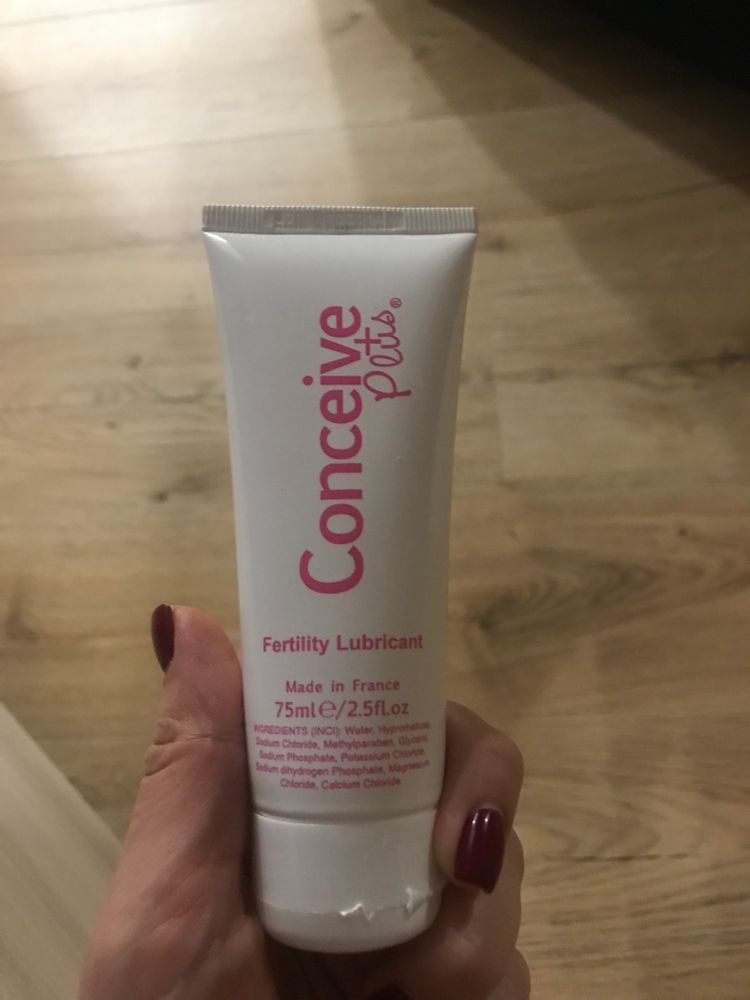 Conceive
Plus®
Fertility Lubricant
Made in France
75ml℮/2.5fl.oz
INGREDIENTS (INCI): Water, Hypromellose,
Sodium Chloride, Methylparaben, Glycerol,
Sodium Phosphate, Potassium Chloride,
Sodium dihydrogen Phosphate, Magnesium
Chloride, Calcium Chloride